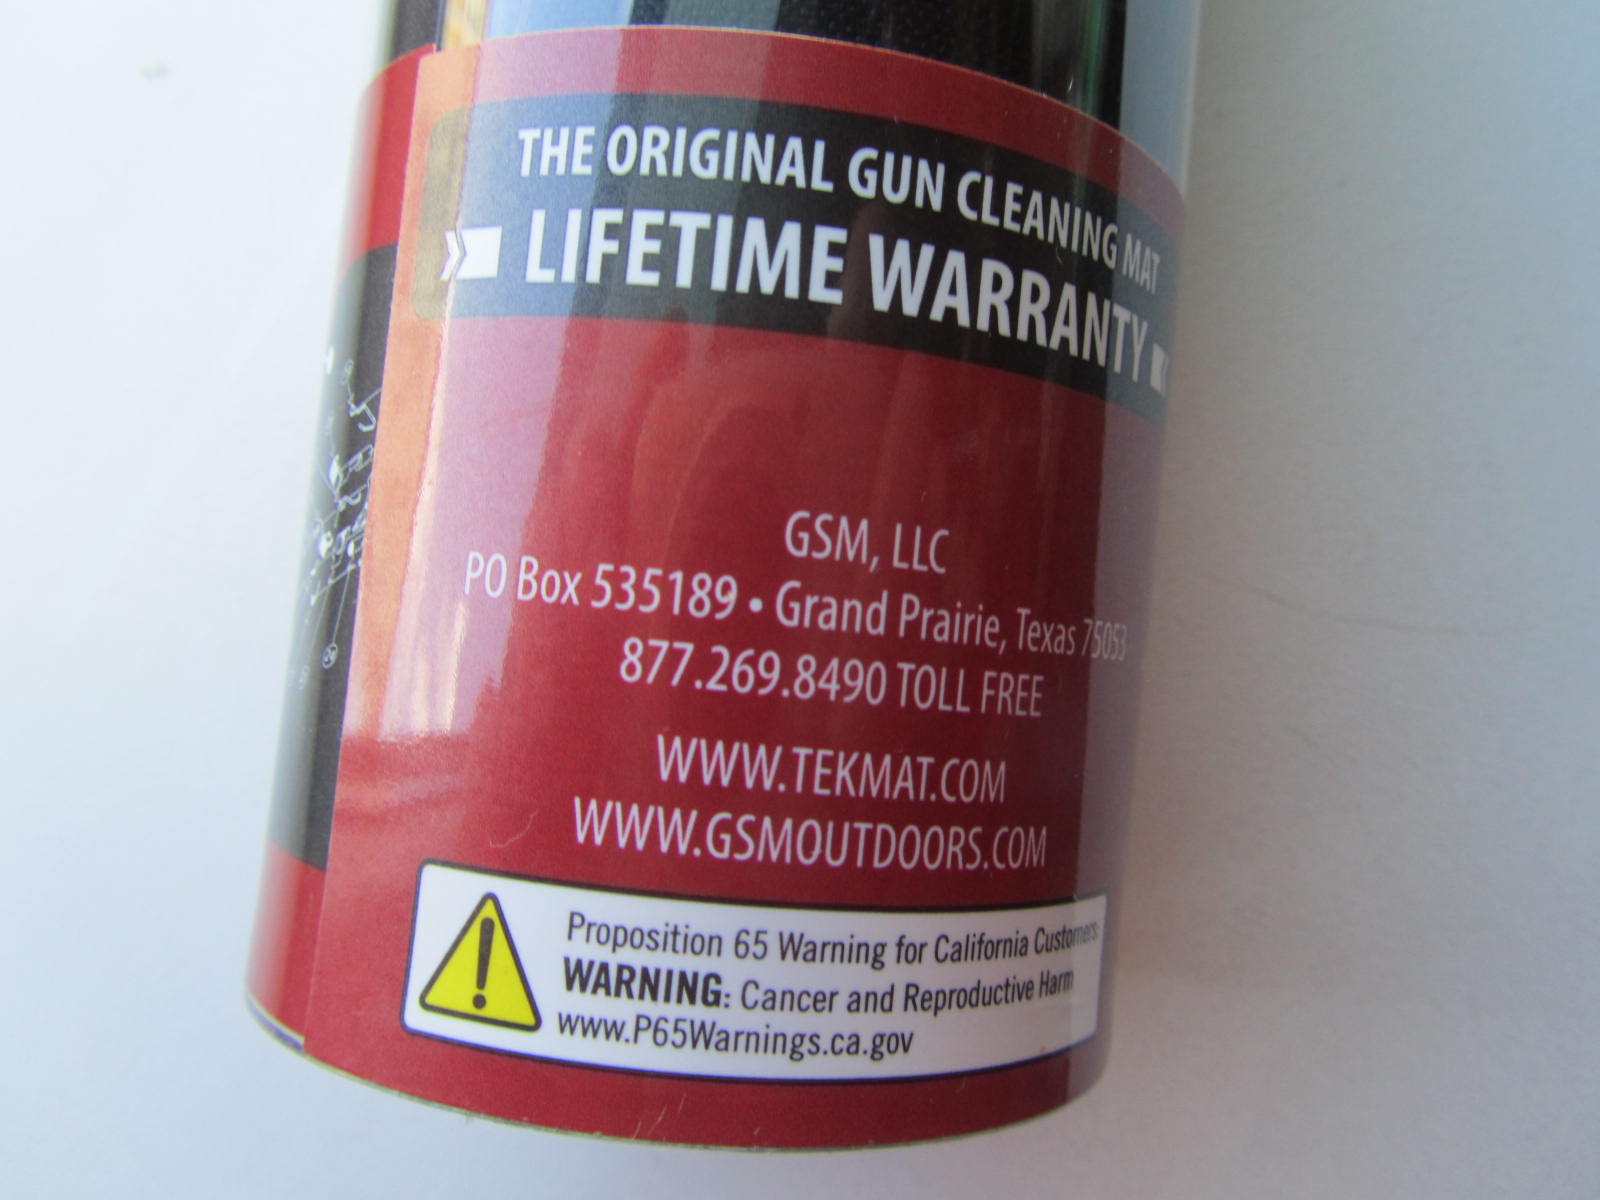 THE ORIGINAL GUN CLEANING MAT
LIFETIME WARRANTY
GSM, LLC
PO Box 535189 • Grand Prairie, Texas 75053
877.269.8490 TOLL FREE
WWW.TEKMAT.COM
WWW.GSMOUTDOORS.COM
Proposition 65 Warning for California Customers:
WARNING: Cancer and Reproductive Harm
www.P65Warnings.ca.gov